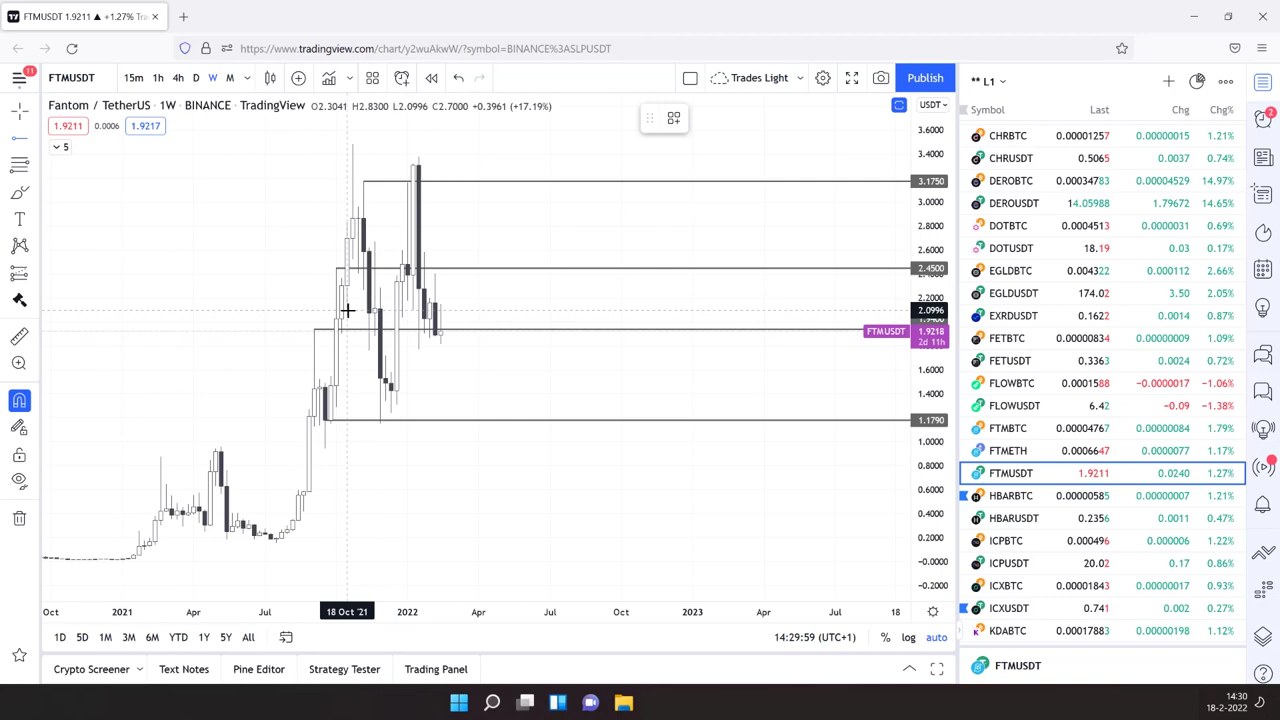 FTMUSDT 1.9211 ▲ +1.27% Tra
https://www.tradingview.com/chart/y2wuAkwW/?symbol=BINANCE%3ASLPUSDT
11
FTMUSDT 15m 1h 4h D W M Trades Light Publish
** L1
Fantom / TetherUS · 1W · BINANCE · TradingView O2.3041 H2.8300 L2.0996 C2.7000 +0.3961 (+17.19%)
USDT
1.9211 0.0006 1.9217
5
3.6000
3.4000
3.1750
3.0000
2.8000
2.6000
2.4500
2.2000
2.0996
FTMUSDT 1.9218
2d 11h
1.6000
1.4000
1.1790
1.0000
0.8000
0.6000
0.4000
0.2000
−0.0000
−0.2000
Oct 2021 Apr Jul 18 Oct '21 2022 Apr Jul Oct 2023 Apr Jul 18
1D 5D 1M 3M 6M YTD 1Y 5Y All 14:29:59 (UTC+1) % log auto
Crypto Screener Text Notes Pine Editor Strategy Tester Trading Panel
Symbol Last Chg Chg%
CHRBTC 0.00001257 0.00000015 1.21%
CHRUSDT 0.5065 0.0037 0.74%
DEROBTC 0.00034783 0.00004529 14.97%
DEROUSDT 14.05988 1.79672 14.65%
DOTBTC 0.0004513 0.0000031 0.69%
DOTUSDT 18.19 0.03 0.17%
EGLDBTC 0.004322 0.000112 2.66%
EGLDUSDT 174.02 3.50 2.05%
EXRDUSDT 0.1622 0.0014 0.87%
FETBTC 0.00000834 0.00000009 1.09%
FETUSDT 0.3363 0.0024 0.72%
FLOWBTC 0.0001588 −0.0000017 −1.06%
FLOWUSDT 6.42 −0.09 −1.38%
FTMBTC 0.00004767 0.00000084 1.79%
FTMETH 0.0006647 0.0000077 1.17%
FTMUSDT 1.9211 0.0240 1.27%
HBARBTC 0.00000585 0.00000007 1.21%
HBARUSDT 0.2356 0.0011 0.47%
ICPBTC 0.000496 0.000006 1.22%
ICPUSDT 20.02 0.17 0.86%
ICXBTC 0.00001843 0.00000017 0.93%
ICXUSDT 0.741 0.002 0.27%
KDABTC 0.00017883 0.00000198 1.12%
FTMUSDT
2
14:30
18-2-2022